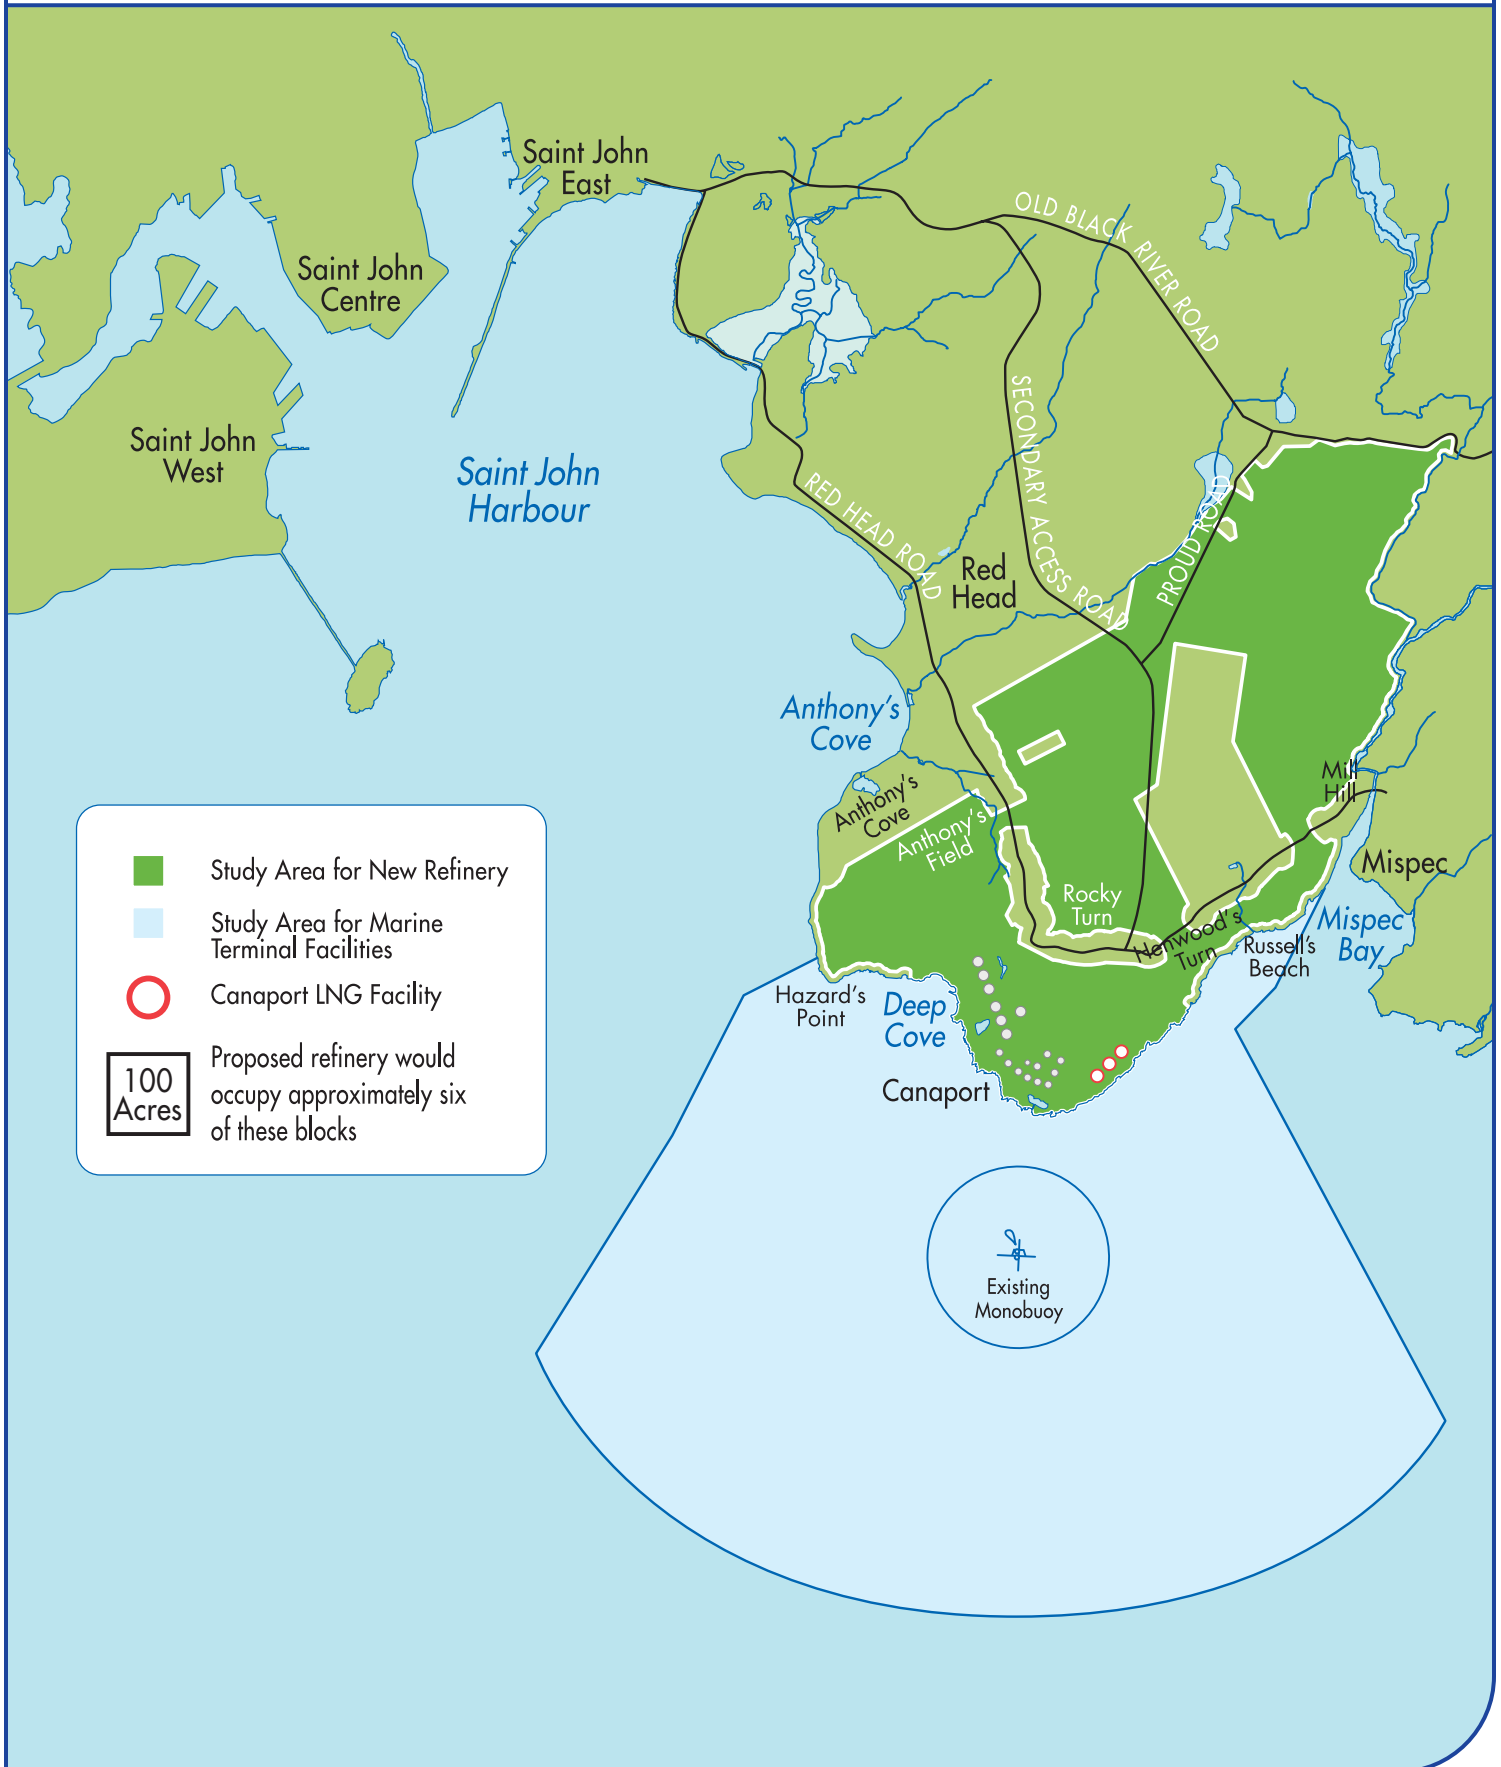 Saint John
East
OLD BLACK RIVER ROAD
Saint John
Centre
Saint John
West
Saint John
Harbour
SECONDARY ACCESS ROAD
RED HEAD ROAD
PROUD ROAD
Red
Head
Anthony's
Cove
Mill
Hill
Anthony's
Cove
Anthony's
Field
Mispec
Rocky
Turn
Mispec
Bay
Henwood's
Turn
Russell's
Beach
Hazard's
Point
Deep
Cove
Canaport
Existing
Monobuoy
Study Area for New Refinery
Study Area for Marine
Terminal Facilities
Canaport LNG Facility
100
Acres
Proposed refinery would
occupy approximately six
of these blocks